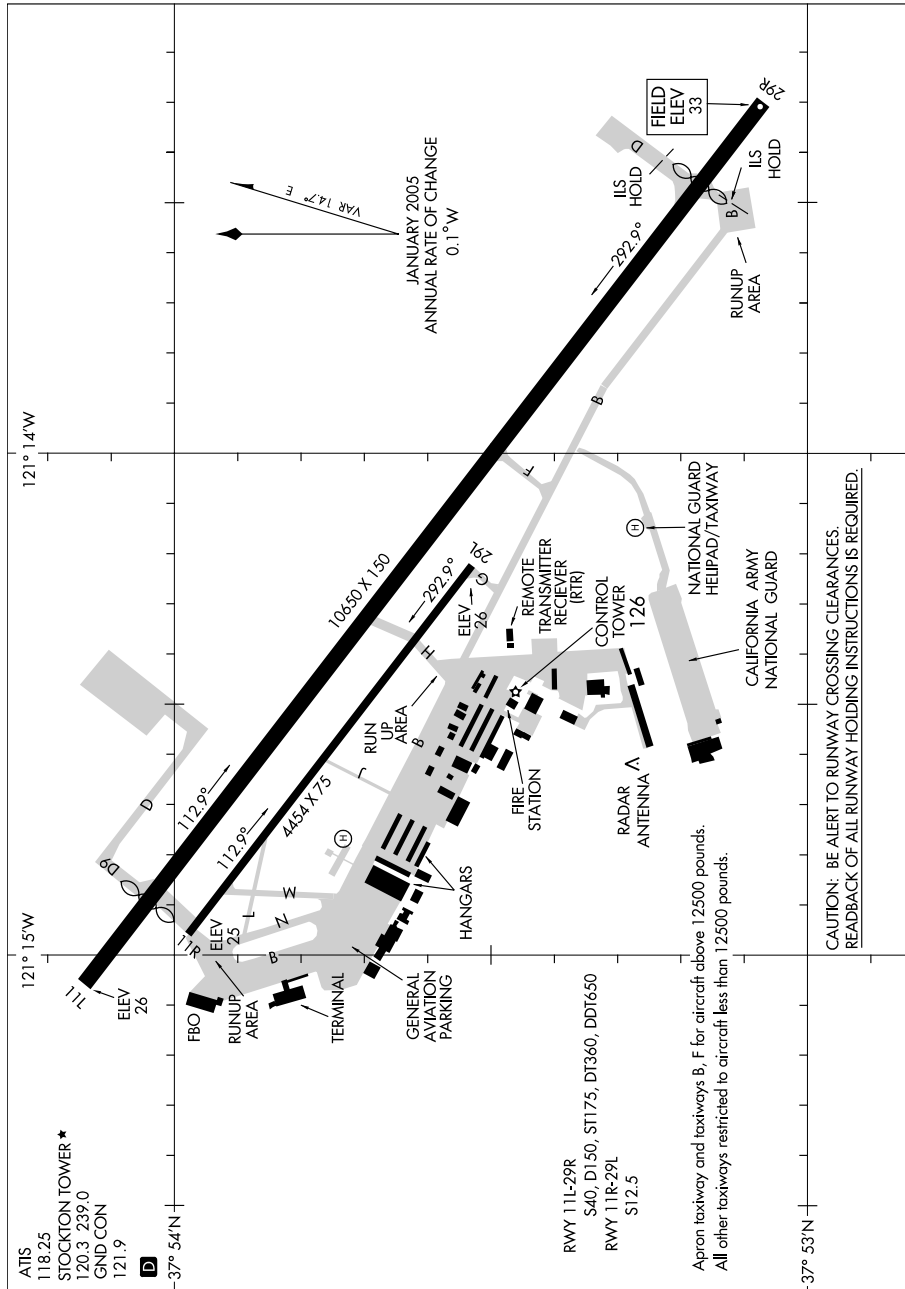 ATIS
118.25
STOCKTON TOWER ★
120.3 239.0
GND CON
121.9
D
37° 54'N
121° 15'W
121° 14'W
11L
ELEV
26
D9
D
112.9°
10650 X 150
JANUARY 2005
ANNUAL RATE OF CHANGE
0.1°W
VAR 14.7° E
FIELD
ELEV
33
29R
D
ILS
HOLD
ILS
HOLD
B
292.9°
RUNUP
AREA
B
F
11R
ELEV
25
112.9°
4454 X 75
292.9°
29L
G
ELEV
26
H
RUN
UP
AREA
J
B
L
N
M
B
H
FBO
RUNUP
AREA
TERMINAL
GENERAL
AVIATION
PARKING
HANGARS
FIRE
STATION
REMOTE
TRANSMITTER
RECIEVER
(RTR)
CONTROL
TOWER
126
RADAR
ANTENNA
H
NATIONAL GUARD
HELIPAD/TAXIWAY
CALIFORNIA ARMY
NATIONAL GUARD
RWY 11L-29R
S40, D150, ST175, DT360, DDT650
RWY 11R-29L
S12.5
Apron taxiway and taxiways B, F for aircraft above 12500 pounds.
All other taxiways restricted to aircraft less than 12500 pounds.
37° 53'N
CAUTION: BE ALERT TO RUNWAY CROSSING CLEARANCES.
READBACK OF ALL RUNWAY HOLDING INSTRUCTIONS IS REQUIRED.